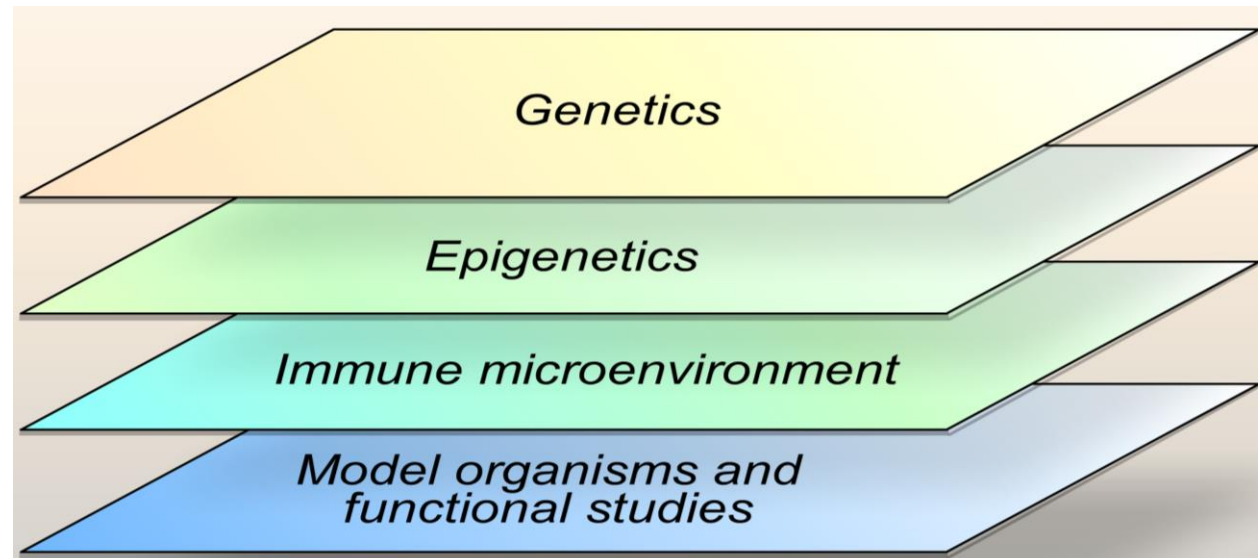 Genetics
Epigenetics
Immune microenvironment
Model organisms and
functional studies